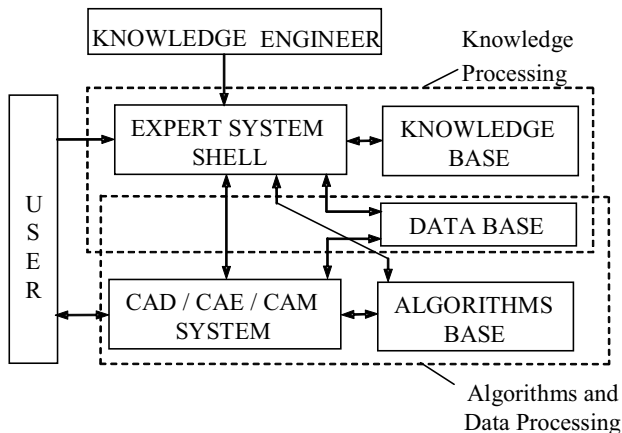 KNOWLEDGE ENGINEER
Knowledge
Processing
EXPERT SYSTEM
SHELL
KNOWLEDGE
BASE
USER
DATA BASE
CAD / CAE / CAM
SYSTEM
ALGORITHMS
BASE
Algorithms and
Data Processing